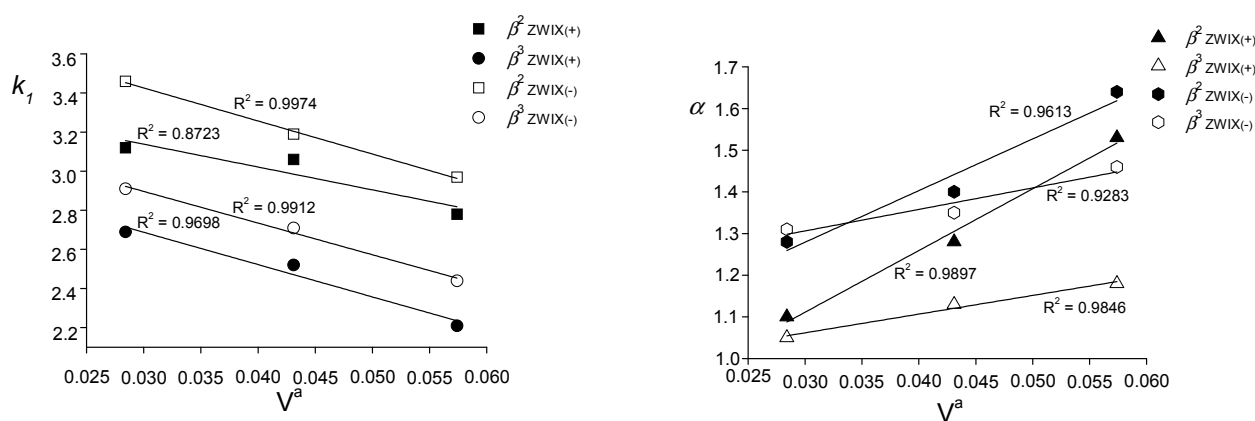 β² ZWIX(+)
β³ ZWIX(+)
β² ZWIX(-)
β³ ZWIX(-)
k₁
3.6
3.4
3.2
3.0
2.8
2.6
2.4
2.2
R² = 0.9974
R² = 0.8723
R² = 0.9912
R² = 0.9698
0.025 0.030 0.035 0.040 0.045 0.050 0.055 0.060
Vᵃ
β² ZWIX(+)
β³ ZWIX(+)
β² ZWIX(-)
β³ ZWIX(-)
α
1.7
1.6
1.5
1.4
1.3
1.2
1.1
1.0
R² = 0.9613
R² = 0.9283
R² = 0.9897
R² = 0.9846
0.025 0.030 0.035 0.040 0.045 0.050 0.055 0.060
Vᵃ